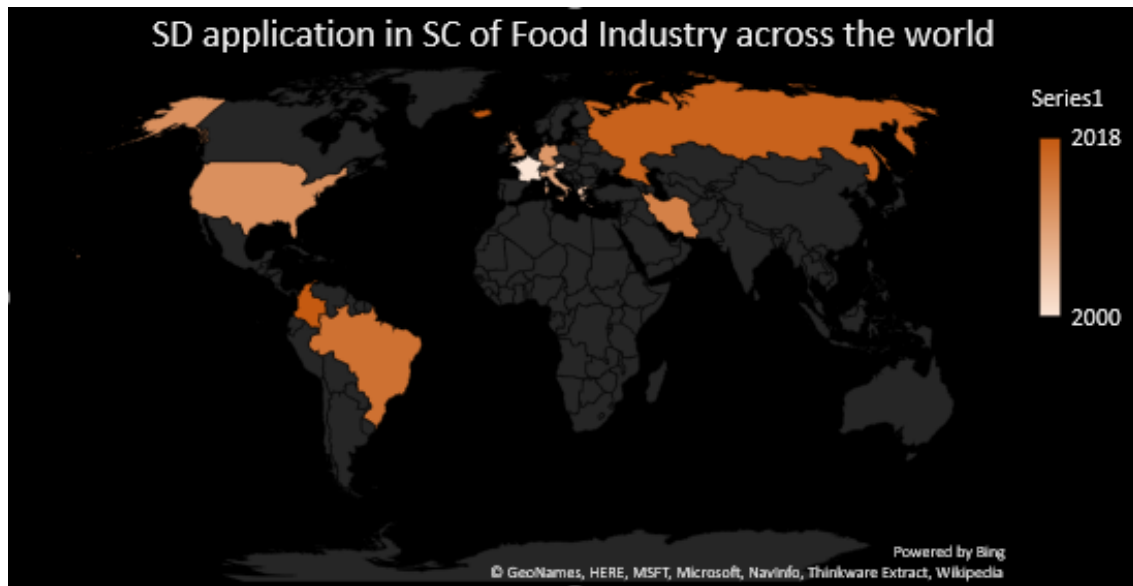 SD application in SC of Food Industry across the world
Series1
2018
2000
Powered by Bing
© GeoNames, HERE, MSFT, Microsoft, NavInfo, Thinkware Extract, Wikipedia